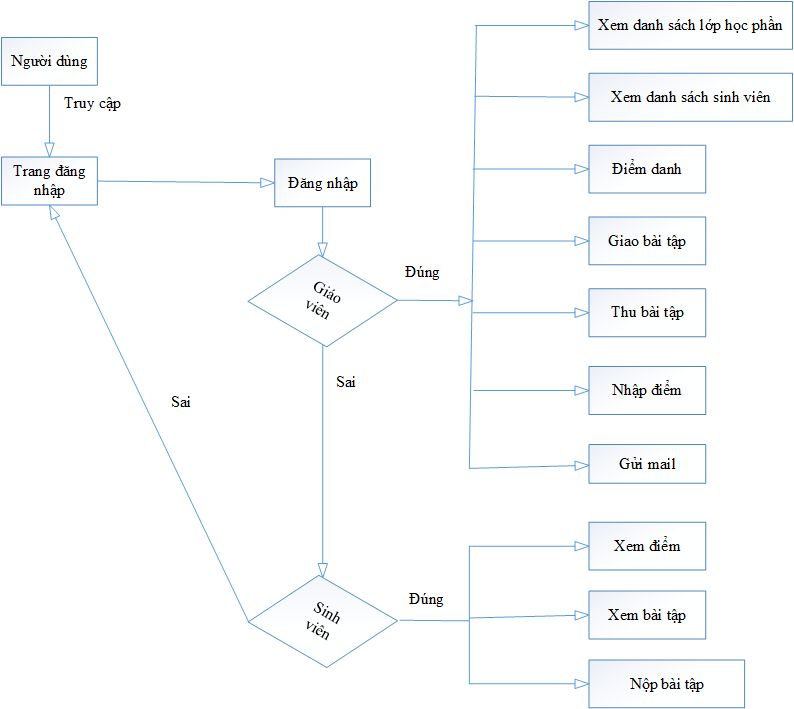 Người dùng
Truy cập
Trang đăng
nhập
Đăng nhập
Giáo
viên
Đúng
Sai
Sai
Xem danh sách lớp học phần
Xem danh sách sinh viên
Điểm danh
Giao bài tập
Thu bài tập
Nhập điểm
Gửi mail
Sinh
viên
Đúng
Xem điểm
Xem bài tập
Nộp bài tập